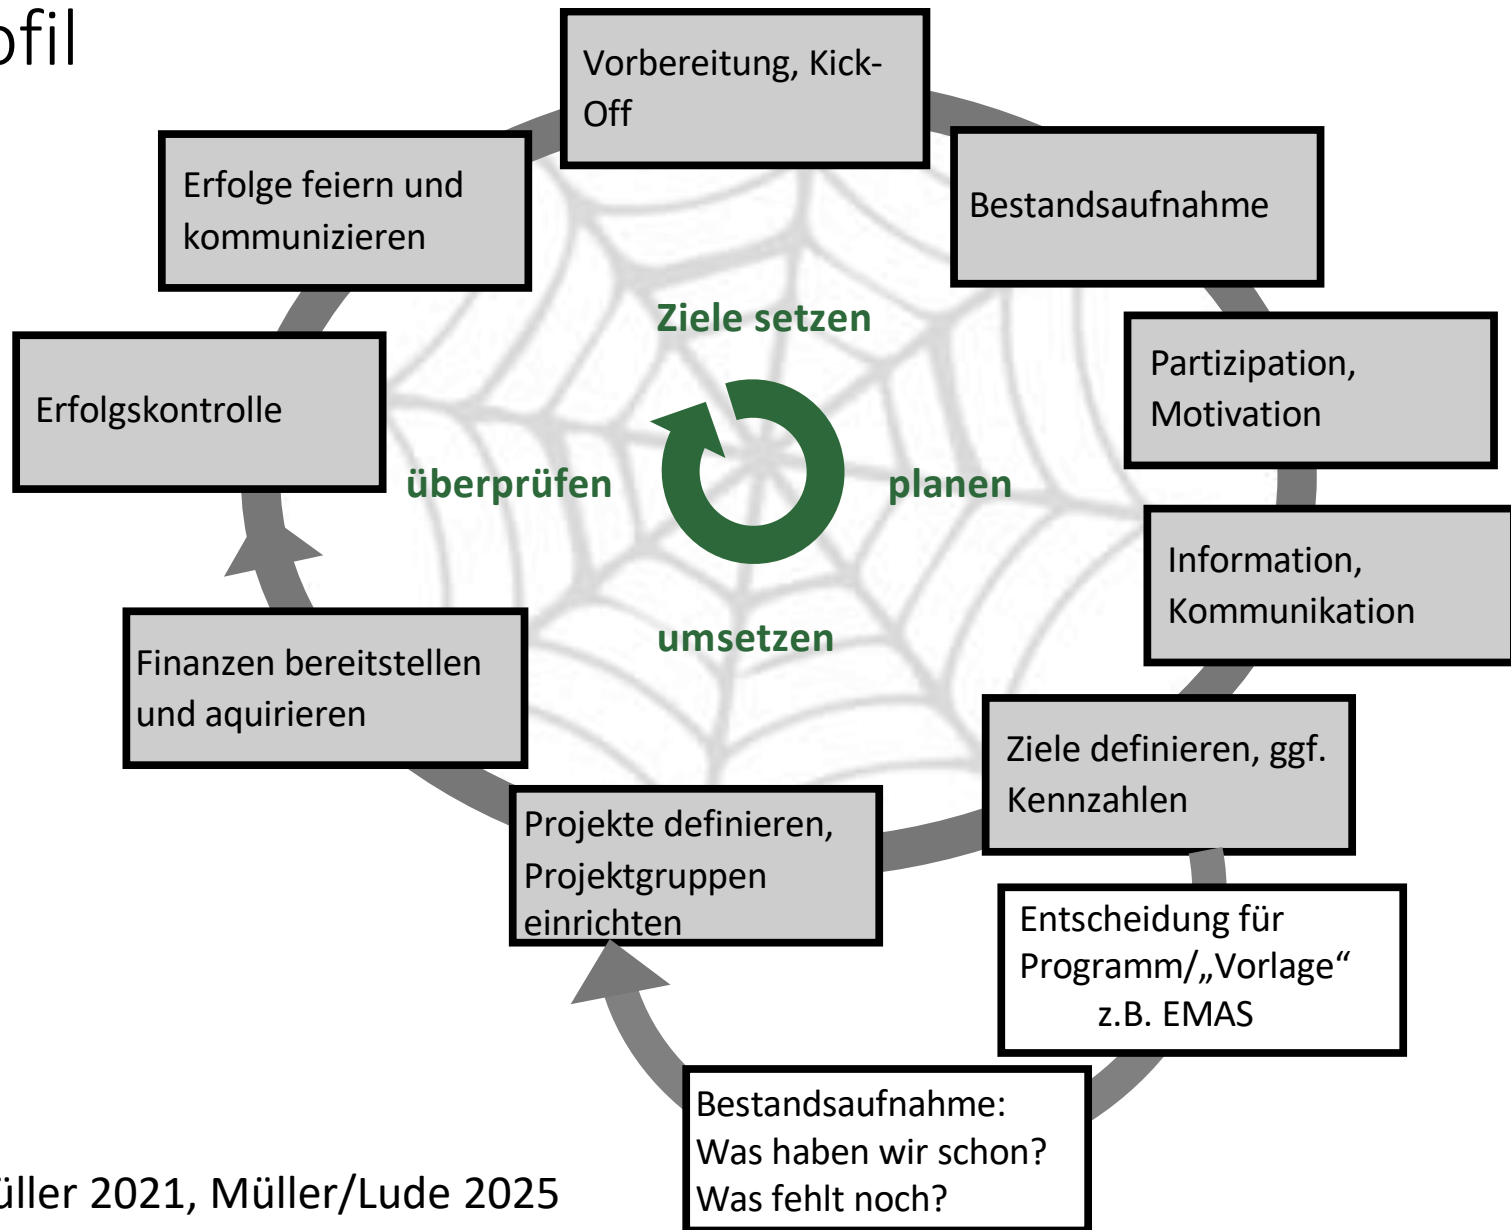 ofil
Vorbereitung, Kick-
Off
Erfolge feiern und
kommunizieren
Bestandsaufnahme
Ziele setzen
Partizipation,
Motivation
Erfolgskontrolle
überprüfen
planen
Information,
Kommunikation
umsetzen
Finanzen bereitstellen
und aquirieren
Ziele definieren, ggf.
Kennzahlen
Projekte definieren,
Projektgruppen
einrichten
Entscheidung für
Programm/„Vorlage“
z.B. EMAS
Bestandsaufnahme:
Was haben wir schon?
Was fehlt noch?
üller 2021, Müller/Lude 2025